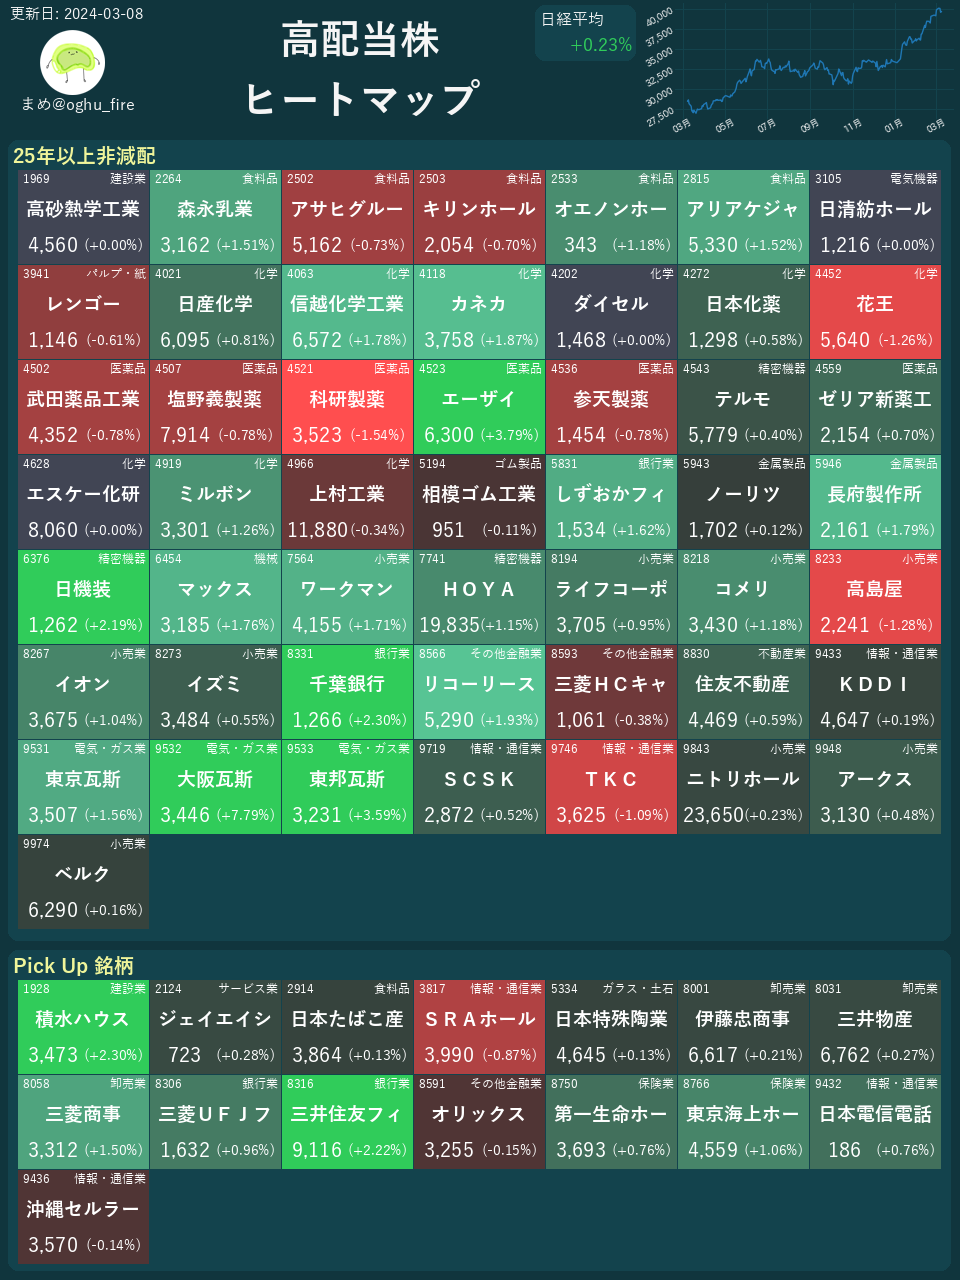 更新日: 2024-03-08
まめ@oghu_fire
高配当株
ヒートマップ
日経平均
+0.23%
40,000
37,500
35,000
32,500
30,000
27,500
03月 05月 07月 09月 11月 01月 03月
25年以上非減配
1969 建設業 2264 食料品 2502 食料品 2503 食料品 2533 食料品 2815 食料品 3105 電気機器
高砂熱学工業 森永乳業 アサヒグルー キリンホール オエノンホー アリアケジャ 日清紡ホール
4,560 (+0.00%) 3,162 (+1.51%) 5,162 (-0.73%) 2,054 (-0.70%) 343 (+1.18%) 5,330 (+1.52%) 1,216 (+0.00%)
3941 パルプ・紙 4021 化学 4063 化学 4118 化学 4202 化学 4272 化学 4452 化学
レンゴー 日産化学 信越化学工業 カネカ ダイセル 日本化薬 花王
1,146 (-0.61%) 6,095 (+0.81%) 6,572 (+1.78%) 3,758 (+1.87%) 1,468 (+0.00%) 1,298 (+0.58%) 5,640 (-1.26%)
4502 医薬品 4507 医薬品 4521 医薬品 4523 医薬品 4536 医薬品 4543 精密機器 4559 医薬品
武田薬品工業 塩野義製薬 科研製薬 エーザイ 参天製薬 テルモ ゼリア新薬工
4,352 (-0.78%) 7,914 (-0.78%) 3,523 (-1.54%) 6,300 (+3.79%) 1,454 (-0.78%) 5,779 (+0.40%) 2,154 (+0.70%)
4628 化学 4919 化学 4966 化学 5194 ゴム製品 5831 銀行業 5943 金属製品 5946 金属製品
エスケー化研 ミルボン 上村工業 相模ゴム工業 しずおかフィ ノーリツ 長府製作所
8,060 (+0.00%) 3,301 (+1.26%) 11,880 (-0.34%) 951 (-0.11%) 1,534 (+1.62%) 1,702 (+0.12%) 2,161 (+1.79%)
6376 精密機器 6454 機械 7564 小売業 7741 精密機器 8194 小売業 8218 小売業 8233 小売業
日機装 マックス ワークマン ＨＯＹＡ ライフコーポ コメリ 高島屋
1,262 (+2.19%) 3,185 (+1.76%) 4,155 (+1.71%) 19,835 (+1.15%) 3,705 (+0.95%) 3,430 (+1.18%) 2,241 (-1.28%)
8267 小売業 8273 小売業 8331 銀行業 8566 その他金融業 8593 その他金融業 8830 不動産業 9433 情報・通信業
イオン イズミ 千葉銀行 リコーリース 三菱ＨＣキャ 住友不動産 ＫＤＤＩ
3,675 (+1.04%) 3,484 (+0.55%) 1,266 (+2.30%) 5,290 (+1.93%) 1,061 (-0.38%) 4,469 (+0.59%) 4,647 (+0.19%)
9531 電気・ガス業 9532 電気・ガス業 9533 電気・ガス業 9719 情報・通信業 9746 情報・通信業 9843 小売業 9948 小売業
東京瓦斯 大阪瓦斯 東邦瓦斯 ＳＣＳＫ ＴＫＣ ニトリホール アークス
3,507 (+1.56%) 3,446 (+7.79%) 3,231 (+3.59%) 2,872 (+0.52%) 3,625 (-1.09%) 23,650 (+0.23%) 3,130 (+0.48%)
9974 小売業
ベルク
6,290 (+0.16%)
Pick Up 銘柄
1928 建設業 2124 サービス業 2914 食料品 3817 情報・通信業 5334 ガラス・土石 8001 卸売業 8031 卸売業
積水ハウス ジェイエイシ 日本たばこ産 ＳＲＡホール 日本特殊陶業 伊藤忠商事 三井物産
3,473 (+2.30%) 723 (+0.28%) 3,864 (+0.13%) 3,990 (-0.87%) 4,645 (+0.13%) 6,617 (+0.21%) 6,762 (+0.27%)
8058 卸売業 8306 銀行業 8316 銀行業 8591 その他金融業 8750 保険業 8766 保険業 9432 情報・通信業
三菱商事 三菱ＵＦＪフ 三井住友フィ オリックス 第一生命ホー 東京海上ホー 日本電信電話
3,312 (+1.50%) 1,632 (+0.96%) 9,116 (+2.22%) 3,255 (-0.15%) 3,693 (+0.76%) 4,559 (+1.06%) 186 (+0.76%)
9436 情報・通信業
沖縄セルラー
3,570 (-0.14%)